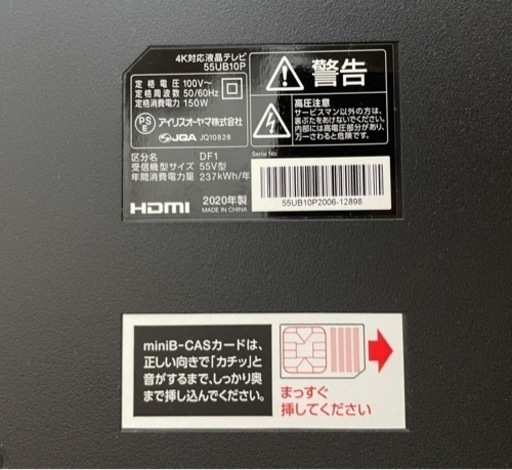 4K対応液晶テレビ
55UB10P
定格電圧 100V～
定格周波数 50/60Hz
定格消費電力 150W
PSE
アイリスオーヤマ株式会社
JQA JQ10828
区分名 DF1
受信機型サイズ 55V型
年間消費電力量 237kWh/年
HDMI
2020年製
MADE IN CHINA
警告
高圧注意
サービスマン以外の方は、
裏ぶたをあけないでください。
内部には高電圧部分があり、
万一さわると危険です。
Serial No:
55UB10P2006-12898
miniB-CASカードは、
正しい向きで「カチッ」と
音がするまで、しっかり奥
まで挿し込んでください。
まっすぐ
挿してください